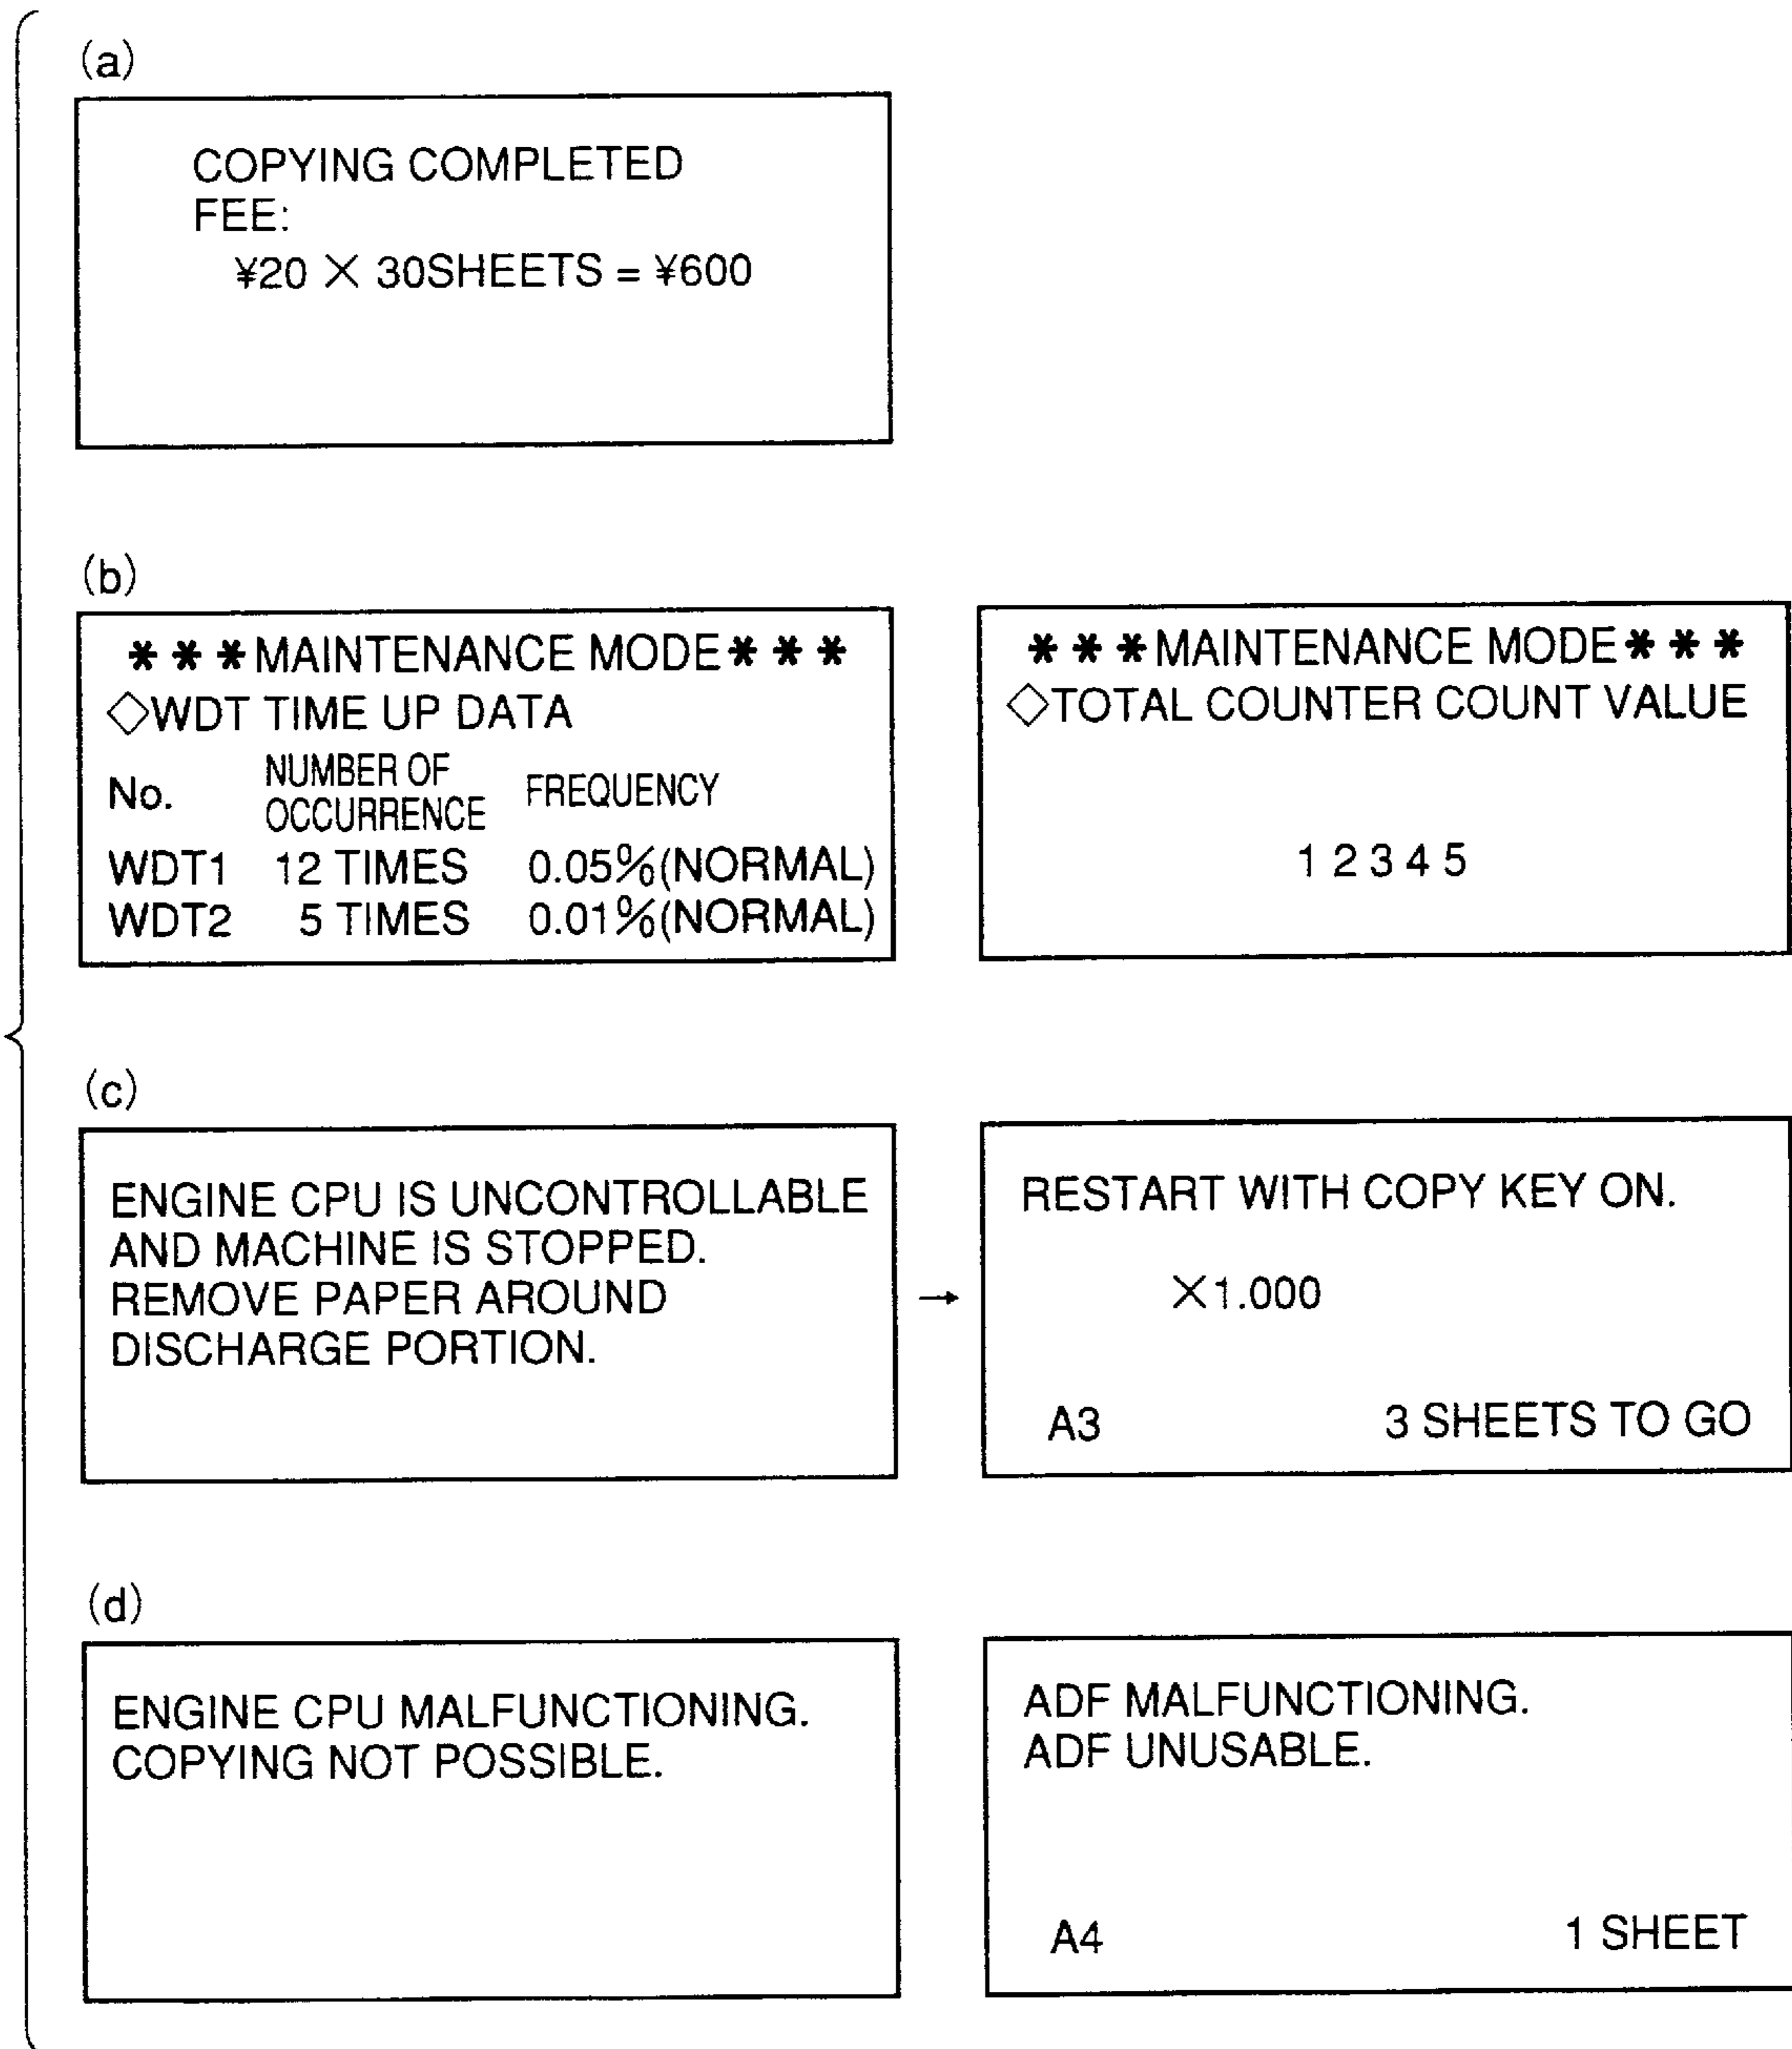 (a)
COPYING COMPLETED
FEE:
¥20 × 30SHEETS = ¥600
(b)
***MAINTENANCE MODE***
◇WDT TIME UP DATA
No. NUMBER OF OCCURRENCE FREQUENCY
WDT1 12 TIMES 0.05%(NORMAL)
WDT2 5 TIMES 0.01%(NORMAL)
***MAINTENANCE MODE***
◇TOTAL COUNTER COUNT VALUE
1 2 3 4 5
(c)
ENGINE CPU IS UNCONTROLLABLE
AND MACHINE IS STOPPED.
REMOVE PAPER AROUND
DISCHARGE PORTION.
→
RESTART WITH COPY KEY ON.
×1.000
A3 3 SHEETS TO GO
(d)
ENGINE CPU MALFUNCTIONING.
COPYING NOT POSSIBLE.
ADF MALFUNCTIONING.
ADF UNUSABLE.
A4 1 SHEET